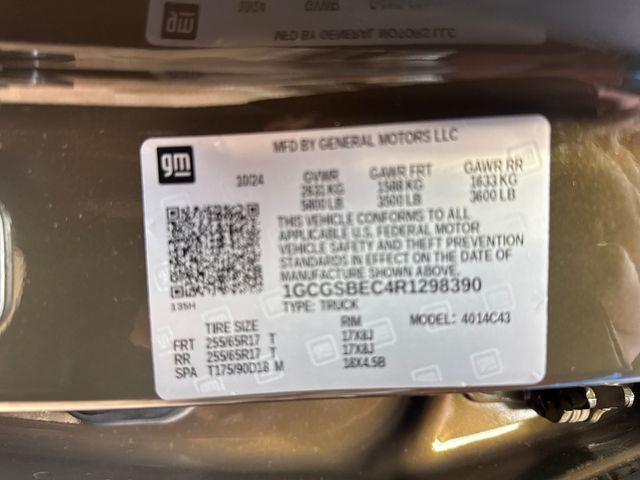 MFD BY GENERAL MOTORS LLC
gm
10/24
GVWR
GAWR FRT
GAWR RR
2631 KG
1588 KG
1633 KG
5800 LB
3500 LB
3600 LB
THIS VEHICLE CONFORMS TO ALL
APPLICABLE U.S. FEDERAL MOTOR
VEHICLE SAFETY AND THEFT PREVENTION
STANDARDS IN EFFECT ON THE DATE OF
MANUFACTURE SHOWN ABOVE.
1GCGSBEC4R1298390
TYPE: TRUCK
MODEL: 4014C43
135H
TIRE SIZE
RIM
FRT 255/65R17 T 17X8J
RR 255/65R17 T 17X8J
SPA T175/90D18 M 18X4.5B